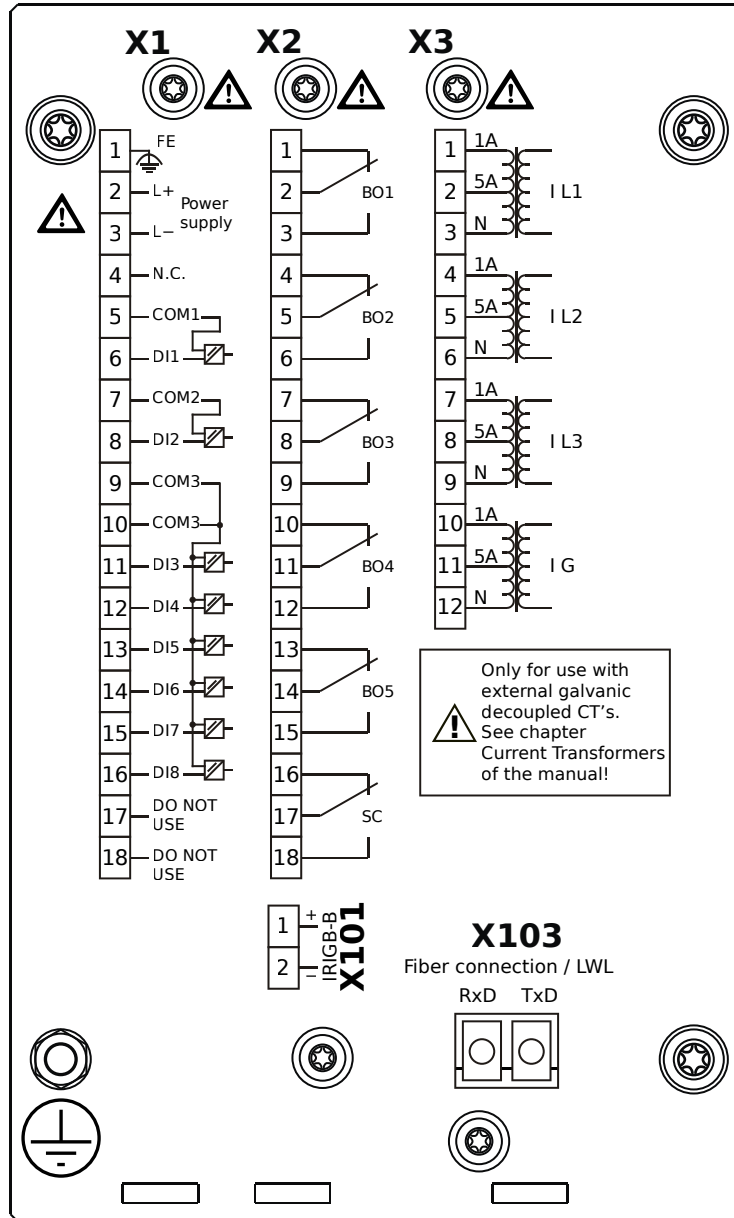 X1
X2
X3
1 FE
2 L+
Power
supply
3 L−
4 N.C.
5 COM1
6 DI1
7 COM2
8 DI2
9 COM3
10 COM3
11 DI3
12 DI4
13 DI5
14 DI6
15 DI7
16 DI8
17 DO NOT
USE
18 DO NOT
USE
1
2 BO1
3
4
5 BO2
6
7
8 BO3
9
10
11 BO4
12
13
14 BO5
15
16
17 SC
18
1 1A
2 5A I L1
3 N
4 1A
5 5A I L2
6 N
7 1A
8 5A I L3
9 N
10 1A
11 5A I G
12 N
Only for use with
external galvanic
decoupled CT’s.
See chapter
Current Transformers
of the manual!
1 +
2 −
IRIGB-B
X101
X103
Fiber connection / LWL
RxD TxD